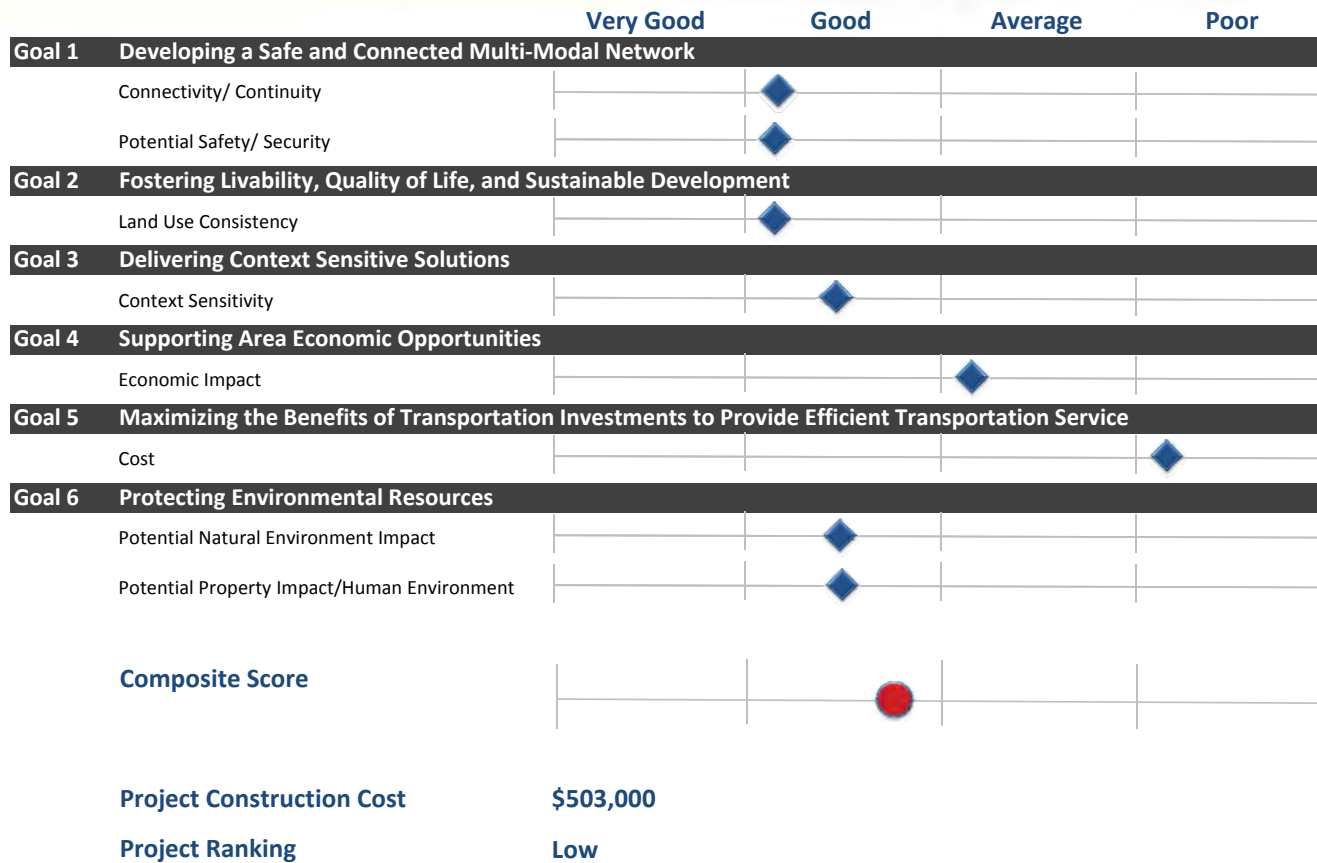 Very Good Good Average Poor
Goal 1 Developing a Safe and Connected Multi-Modal Network
Connectivity/ Continuity
Potential Safety/ Security
Goal 2 Fostering Livability, Quality of Life, and Sustainable Development
Land Use Consistency
Goal 3 Delivering Context Sensitive Solutions
Context Sensitivity
Goal 4 Supporting Area Economic Opportunities
Economic Impact
Goal 5 Maximizing the Benefits of Transportation Investments to Provide Efficient Transportation Service
Cost
Goal 6 Protecting Environmental Resources
Potential Natural Environment Impact
Potential Property Impact/Human Environment
Composite Score
Project Construction Cost $503,000
Project Ranking Low